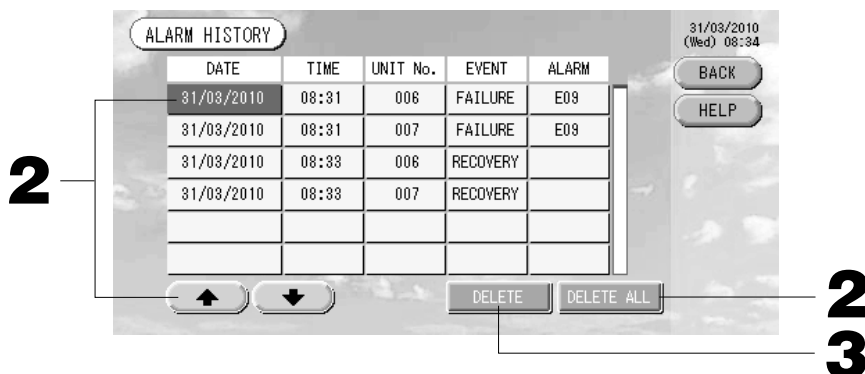 ALARM HISTORY
31/03/2010
(Wed) 08:34
BACK
HELP
DATE TIME UNIT No. EVENT ALARM
31/03/2010 08:31 006 FAILURE E09
31/03/2010 08:31 007 FAILURE E09
31/03/2010 08:33 006 RECOVERY
31/03/2010 08:33 007 RECOVERY
2
DELETE DELETE ALL
2
3